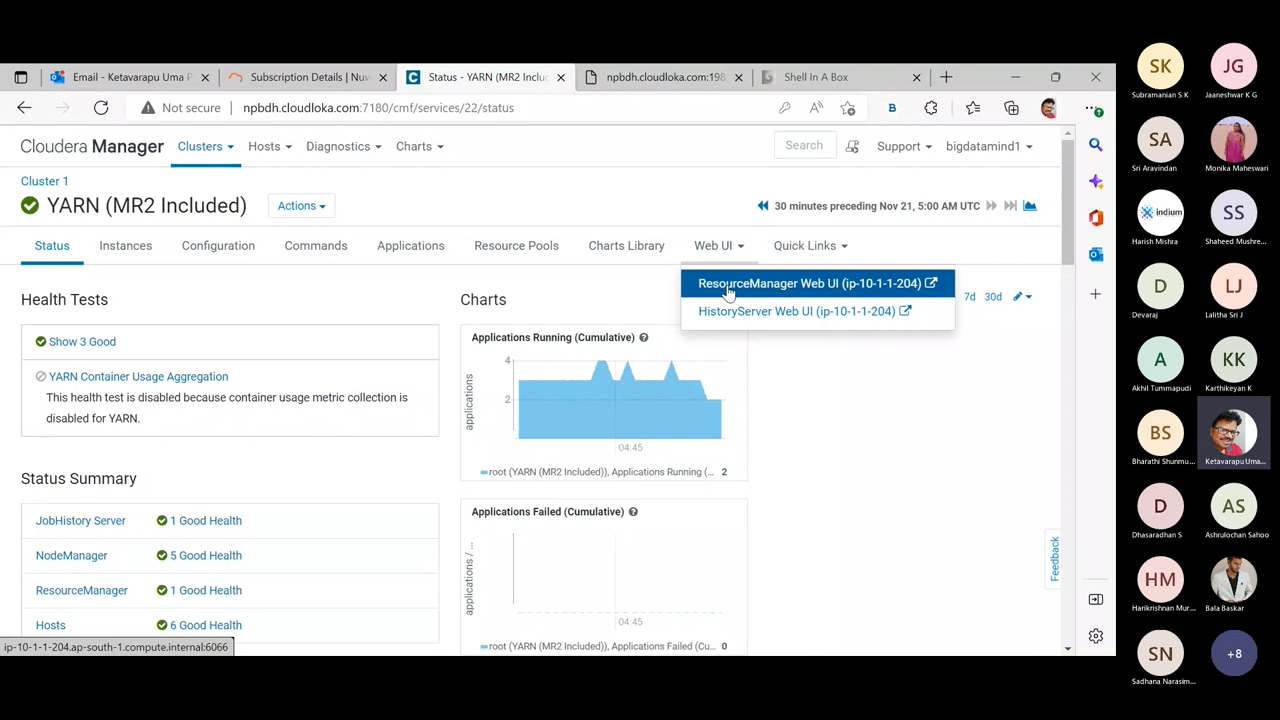 Email - Ketavarapu Uma P
Subscription Details | Nuv
Status - YARN (MR2 Includ
npbdh.cloudloka.com:198
Shell In A Box
Not secure
npbdh.cloudloka.com:7180/cmf/services/22/status
B
Cloudera Manager
Clusters
Hosts
Diagnostics
Charts
Search
Support
bigdatamind1
Cluster 1
YARN (MR2 Included)
Actions
30 minutes preceding Nov 21, 5:00 AM UTC
Status
Instances
Configuration
Commands
Applications
Resource Pools
Charts Library
Web UI
Quick Links
ResourceManager Web UI (ip-10-1-1-204)
HistoryServer Web UI (ip-10-1-1-204)
7d
30d
Health Tests
Show 3 Good
YARN Container Usage Aggregation
This health test is disabled because container usage metric collection is
disabled for YARN.
Status Summary
JobHistory Server
1 Good Health
NodeManager
5 Good Health
ResourceManager
1 Good Health
Hosts
6 Good Health
Charts
Applications Running (Cumulative)
applications
4
2
04:45
root (YARN (MR2 Included)), Applications Running (... 2
Applications Failed (Cumulative)
applications / ...
04:45
root (YARN (MR2 Included)), Applications Failed (Cu... 0
Feedback
ip-10-1-1-204.ap-south-1.compute.internal:6066
SK
Subramanian S K
JG
Jaaneshwar K G
SA
Sri Aravindan
Monika Maheswari
indium
Harish Mishra
SS
Shaheed Mushre...
D
Devaraj
LJ
Lalitha Sri J
A
Akhil Tummapudi
KK
Karthikeyan K
BS
Bharathi Shunmu...
Ketavarapu Uma...
D
Dhasaradhan S
AS
Ashrulochan Sahoo
HM
Harikrishnan Mur...
Bala Baskar
SN
Sadhana Narasim...
+8